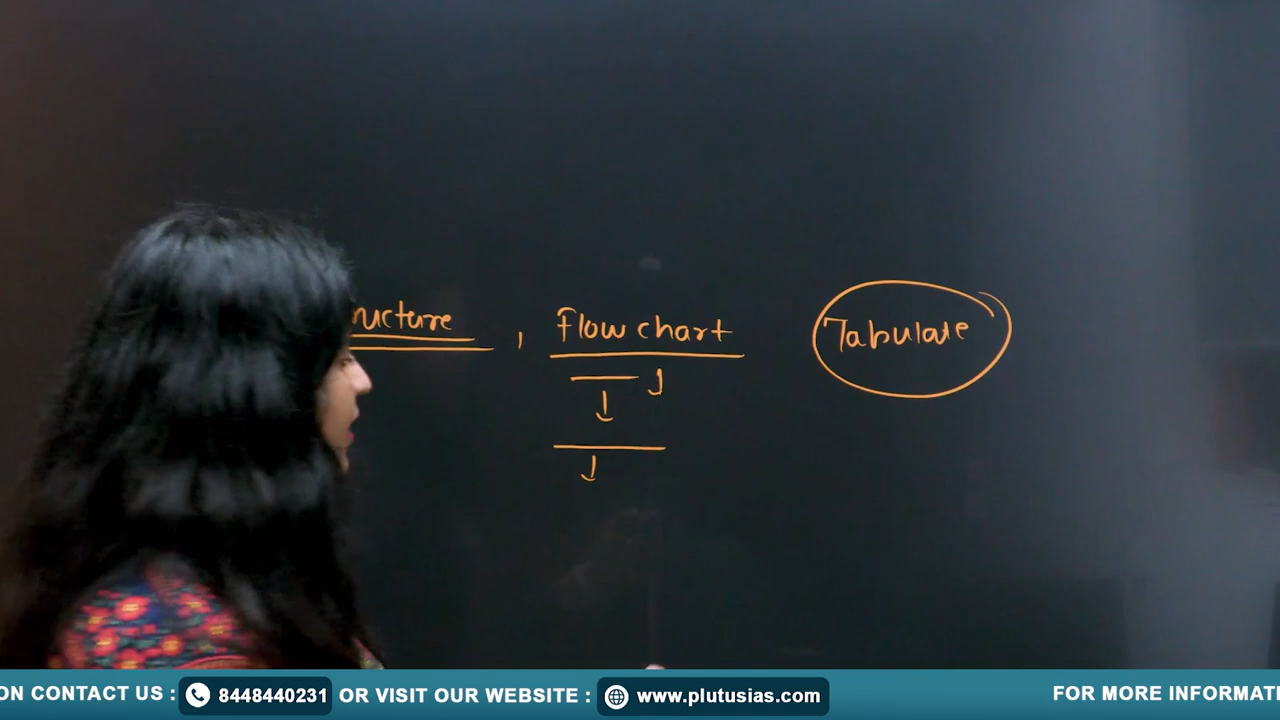 ructure , Flow chart Tabulate
ON CONTACT US : 8448440231 OR VISIT OUR WEBSITE : www.plutusias.com FOR MORE INFORMATI